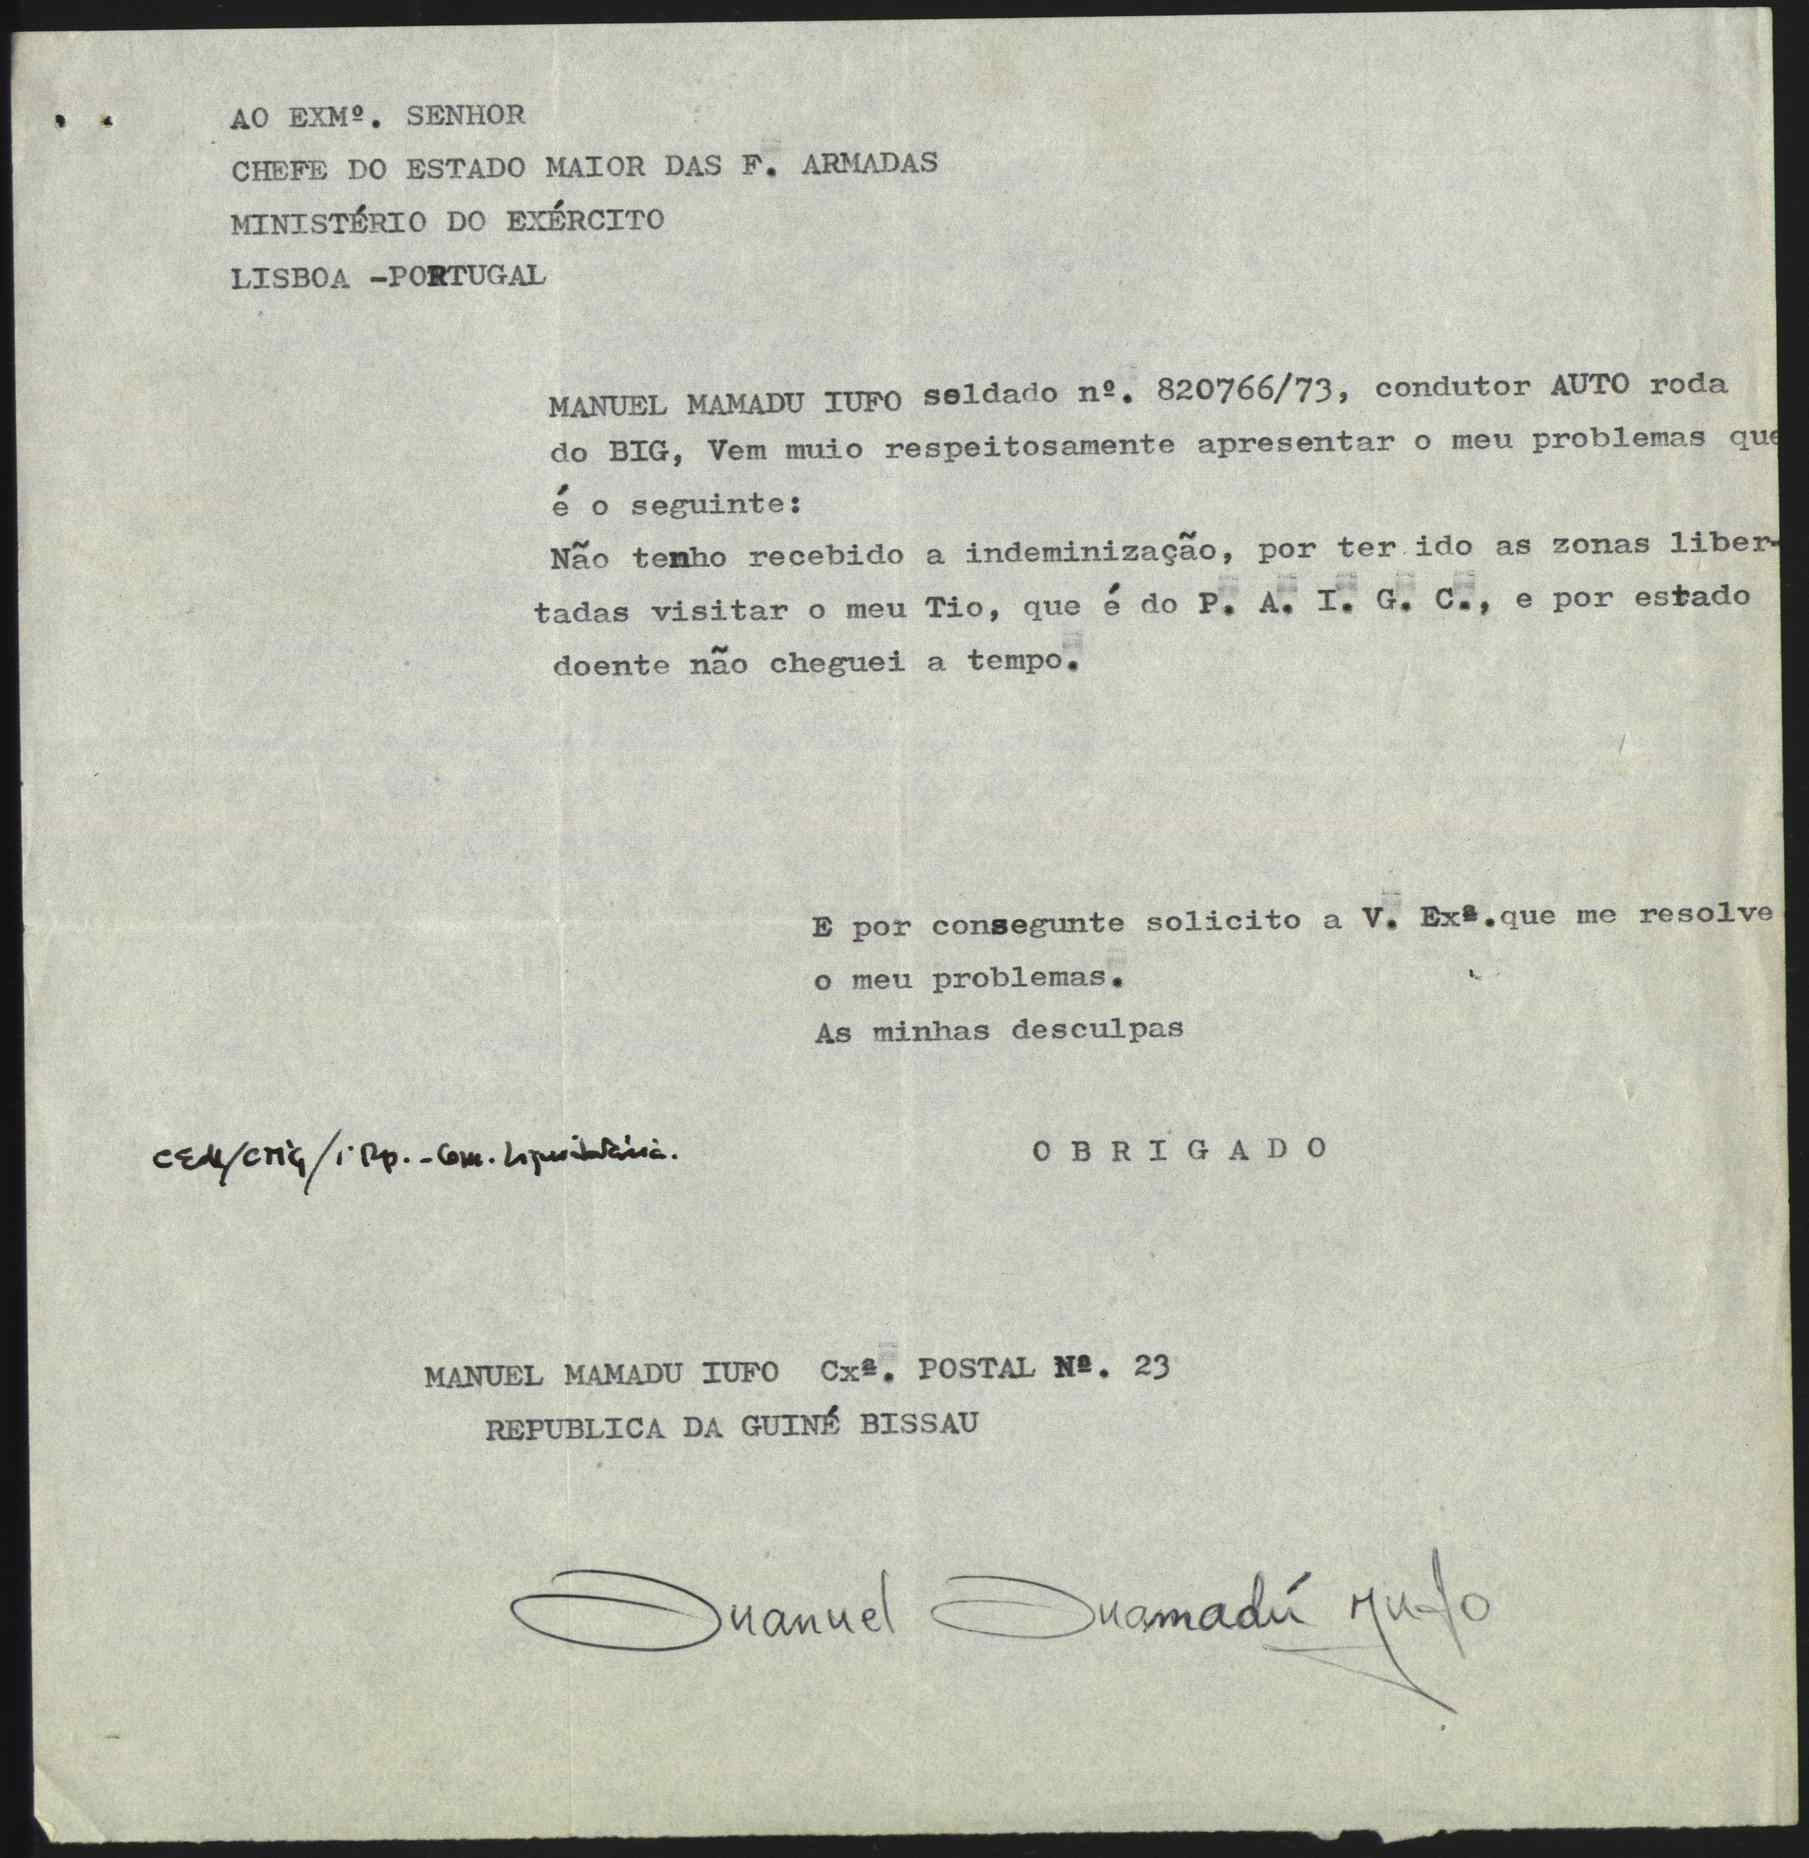 AO EXMº. SENHOR
CHEFE DO ESTADO MAIOR DAS F. ARMADAS
MINISTÉRIO DO EXÉRCITO
LISBOA -PORTUGAL
MANUEL MAMADU IUFO soldado nº. 820766/73, condutor AUTO roda
do BIG, Vem muio respeitosamente apresentar o meu problemas que
é o seguinte:
Não tenho recebido a indeminização, por ter ido as zonas liber-
tadas visitar o meu Tio, que é do P. A. I. G. C., e por estado
doente não cheguei a tempo.
E por consegunte solicito a V. Exª.que me resolve
o meu problemas.
As minhas desculpas
O B R I G A D O
Com. Liquidatária.
MANUEL MAMADU IUFO Cxª. POSTAL Nº. 23
REPUBLICA DA GUINÉ BISSAU
Manuel Mamadú Iufo